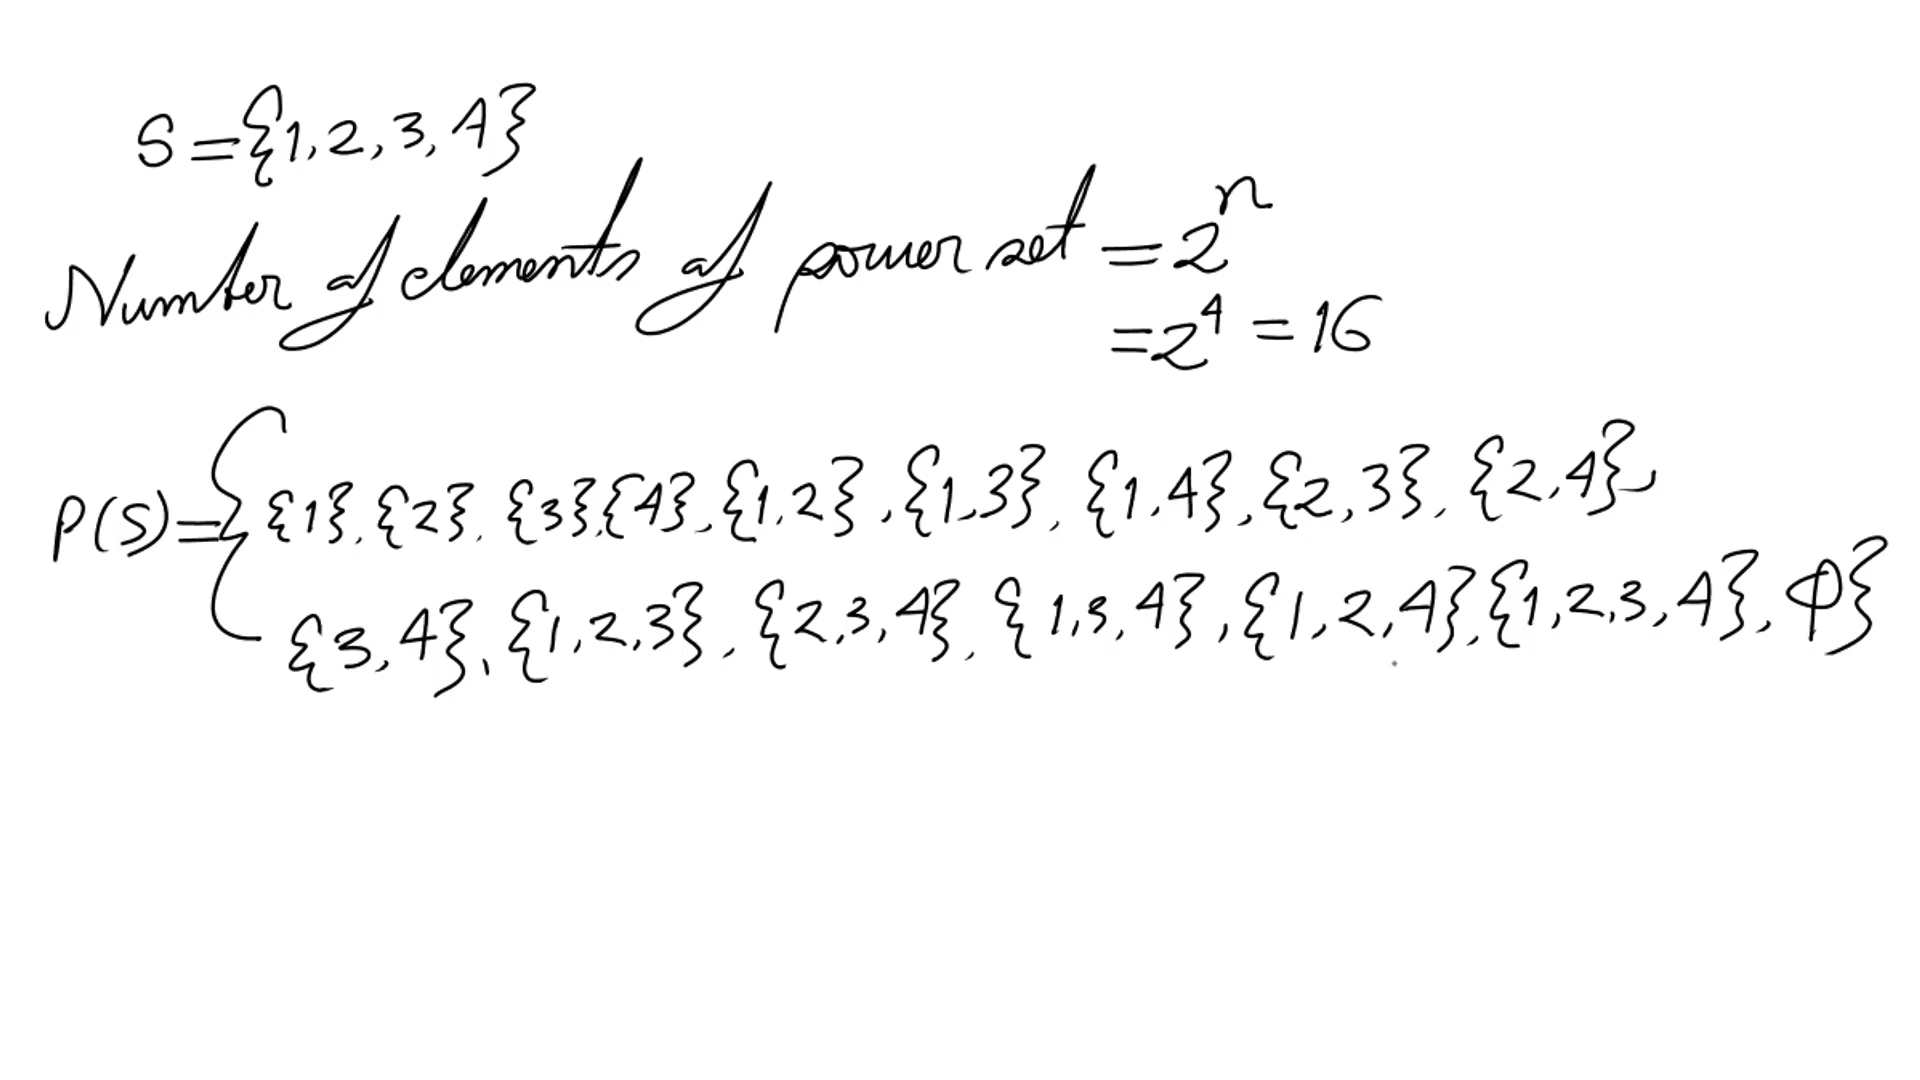 S={1,2,3,4}
Number of elements of power set = 2^n
=2^4 = 16
P(S)={{1},{2},{3},{4},{1,2},{1,3},{1,4},{2,3},{2,4},
{3,4},{1,2,3},{2,3,4},{1,3,4},{1,2,4},{1,2,3,4},φ}